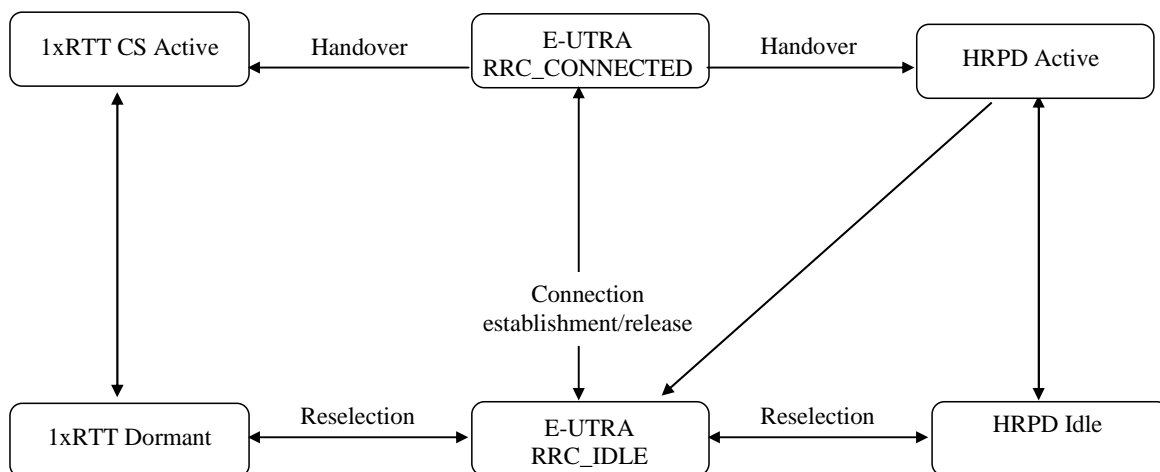 1xRTT CS Active
Handover
E-UTRA
RRC_CONNECTED
Handover
HRPD Active
Connection
establishment/release
1xRTT Dormant
Reselection
E-UTRA
RRC_IDLE
Reselection
HRPD Idle